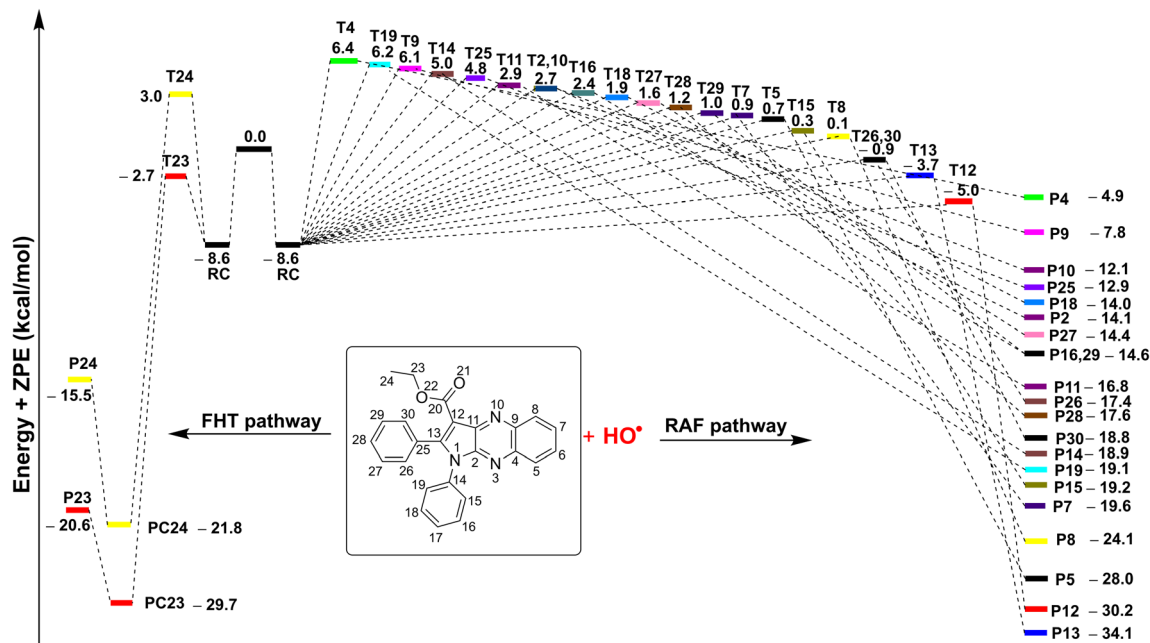 Energy + ZPE (kcal/mol)
T24
3.0
T23
– 2.7
0.0
– 8.6
RC
– 8.6
RC
T4
6.4
T19
6.2
T9
6.1
T14
5.0
T25
4.8
T11
2.9
T2,10
2.7
T16
2.4
T18
1.9
T27
1.6
T28
1.2
T29
1.0
T7
0.9
T5
0.7
T15
0.3
T8
0.1
T26,30
– 0.9
T13
– 3.7
T12
– 5.0
P4 – 4.9
P9 – 7.8
P10 – 12.1
P25 – 12.9
P18 – 14.0
P2 – 14.1
P27 – 14.4
P16,29 – 14.6
P11 – 16.8
P26 – 17.4
P28 – 17.6
P30 – 18.8
P14 – 18.9
P19 – 19.1
P15 – 19.2
P7 – 19.6
P8 – 24.1
P5 – 28.0
P12 – 30.2
P13 – 34.1
P24
– 15.5
P23
– 20.6
PC24 – 21.8
PC23 – 29.7
FHT pathway
+ HO•
RAF pathway
23
24
O
21
22
O
20
12
11
10
N
9
8
7
6
5
4
N
3
2
1
N
13
29
30
28
25
27
26
14
19
15
18
16
17